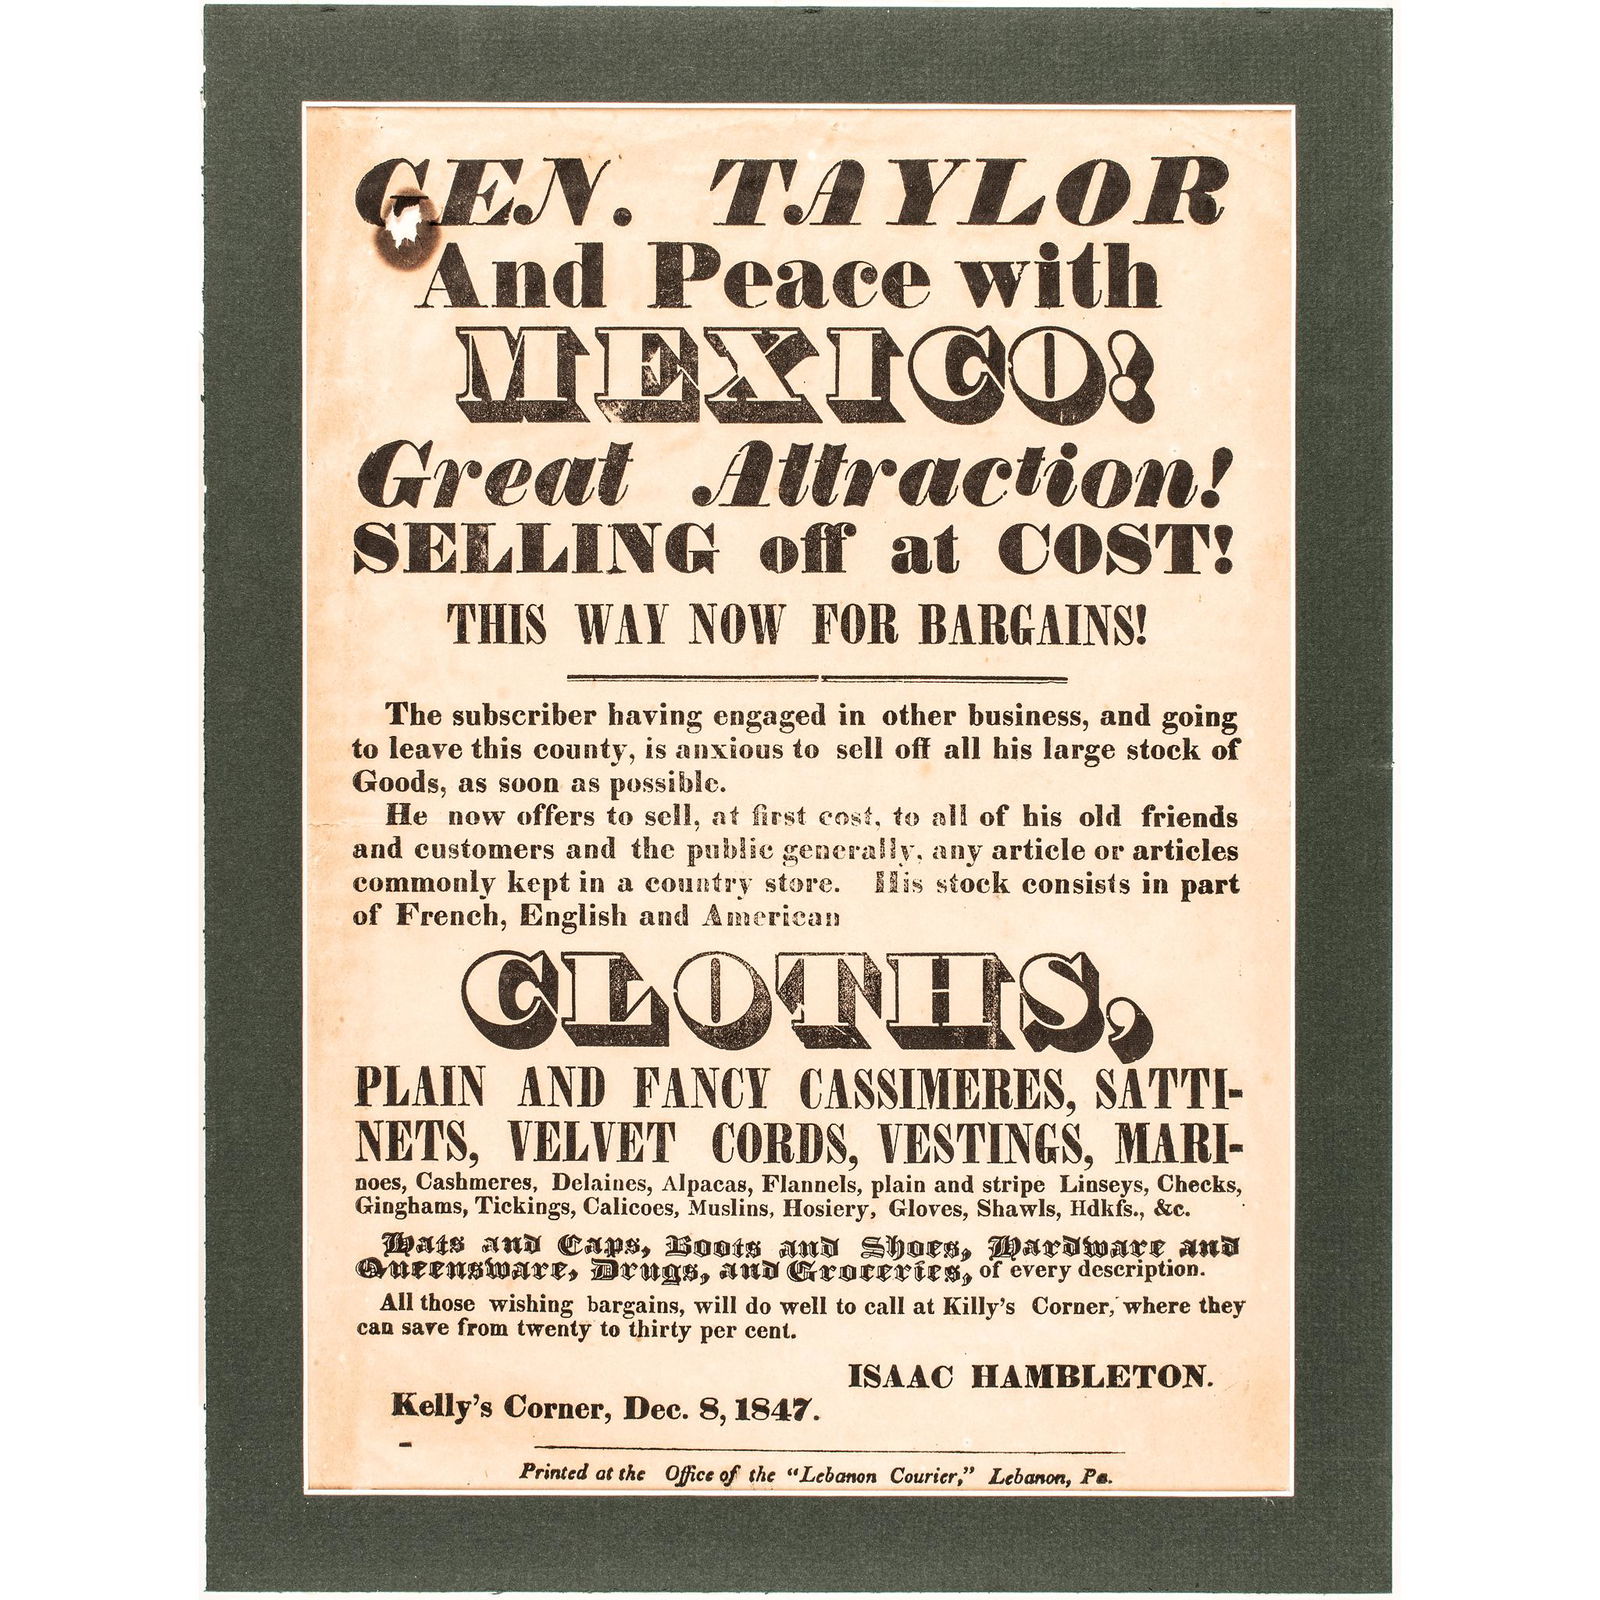 GEN. TAYLOR
And Peace with
MEXICO!
Great Attraction!
SELLING off at COST!
THIS WAY NOW FOR BARGAINS!
The subscriber having engaged in other business, and going
to leave this county, is anxious to sell off all his large stock of
Goods, as soon as possible.
He now offers to sell, at first cost, to all of his old friends
and customers and the public generally, any article or articles
commonly kept in a country store. His stock consists in part
of French, English and American
CLOTHS,
PLAIN AND FANCY CASSIMERES, SATTI-
NETS, VELVET CORDS, VESTINGS, MARI-
noes, Cashmeres, Delaines, Alpacas, Flannels, plain and stripe Linseys, Checks,
Ginghams, Tickings, Calicoes, Muslins, Hosiery, Gloves, Shawls, Hdkfs., &c.
Hats and Caps, Boots and Shoes, Hardware and
Queensware, Drugs, and Groceries, of every description.
All those wishing bargains, will do well to call at Killy's Corner, where they
can save from twenty to thirty per cent.
ISAAC HAMBLETON.
Kelly's Corner, Dec. 8, 1847.
Printed at the Office of the "Lebanon Courier," Lebanon, Pa.